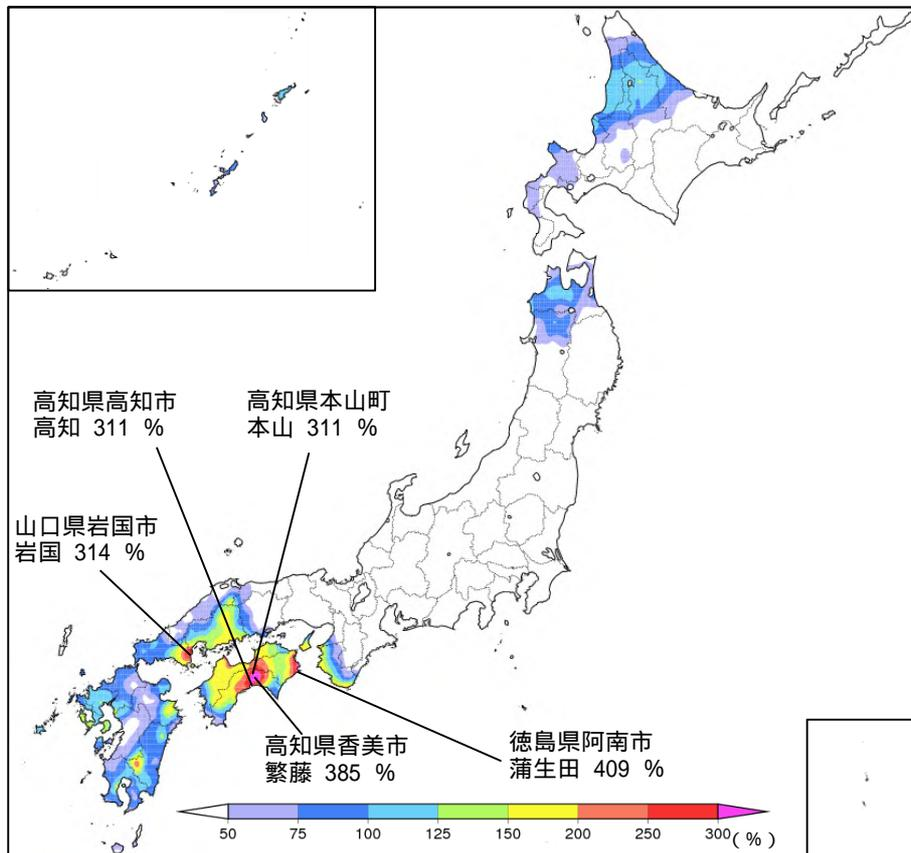 高知県高知市
高知 311 %
高知県本山町
本山 311 %
山口県岩国市
岩国 314 %
高知県香美市
繁藤 385 %
徳島県阿南市
蒲生田 409 %
50 75 100 125 150 200 250 300 (%)